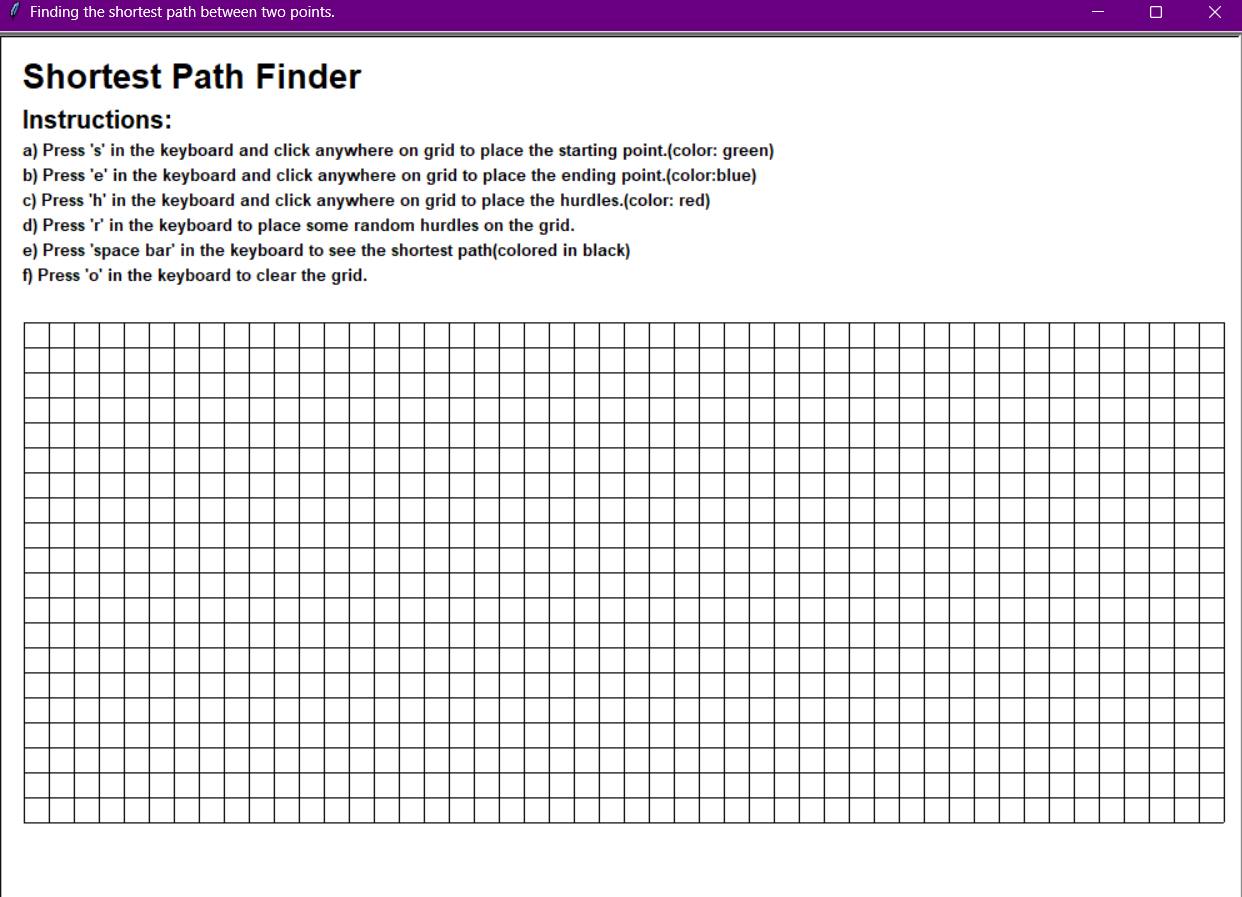 Finding the shortest path between two points.
Shortest Path Finder
Instructions:
a) Press 's' in the keyboard and click anywhere on grid to place the starting point.(color: green)
b) Press 'e' in the keyboard and click anywhere on grid to place the ending point.(color:blue)
c) Press 'h' in the keyboard and click anywhere on grid to place the hurdles.(color: red)
d) Press 'r' in the keyboard to place some random hurdles on the grid.
e) Press 'space bar' in the keyboard to see the shortest path(colored in black)
f) Press 'o' in the keyboard to clear the grid.